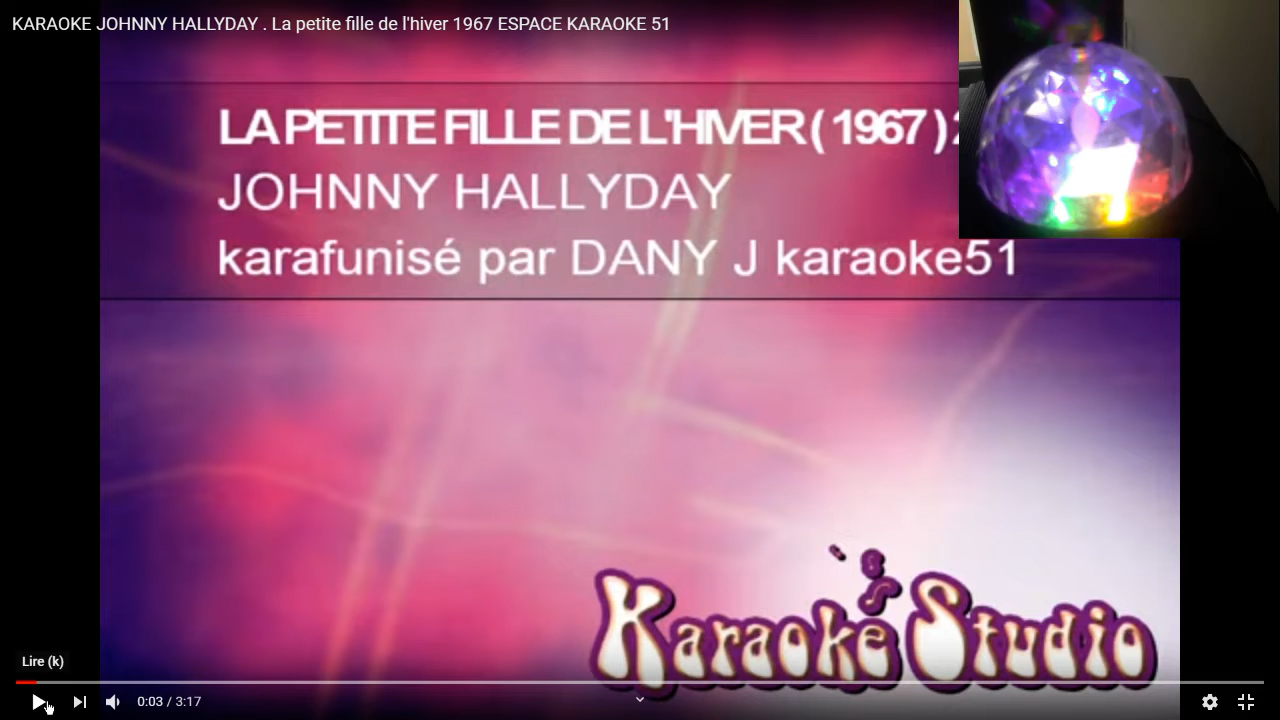 KARAOKE JOHNNY HALLYDAY . La petite fille de l'hiver 1967 ESPACE KARAOKE 51
LA PETITE FILLE DE L'HIVER ( 1967 )
JOHNNY HALLYDAY
karafunisé par DANY J karaoke51
Karaoke Studio
Lire (k)
0:03 / 3:17